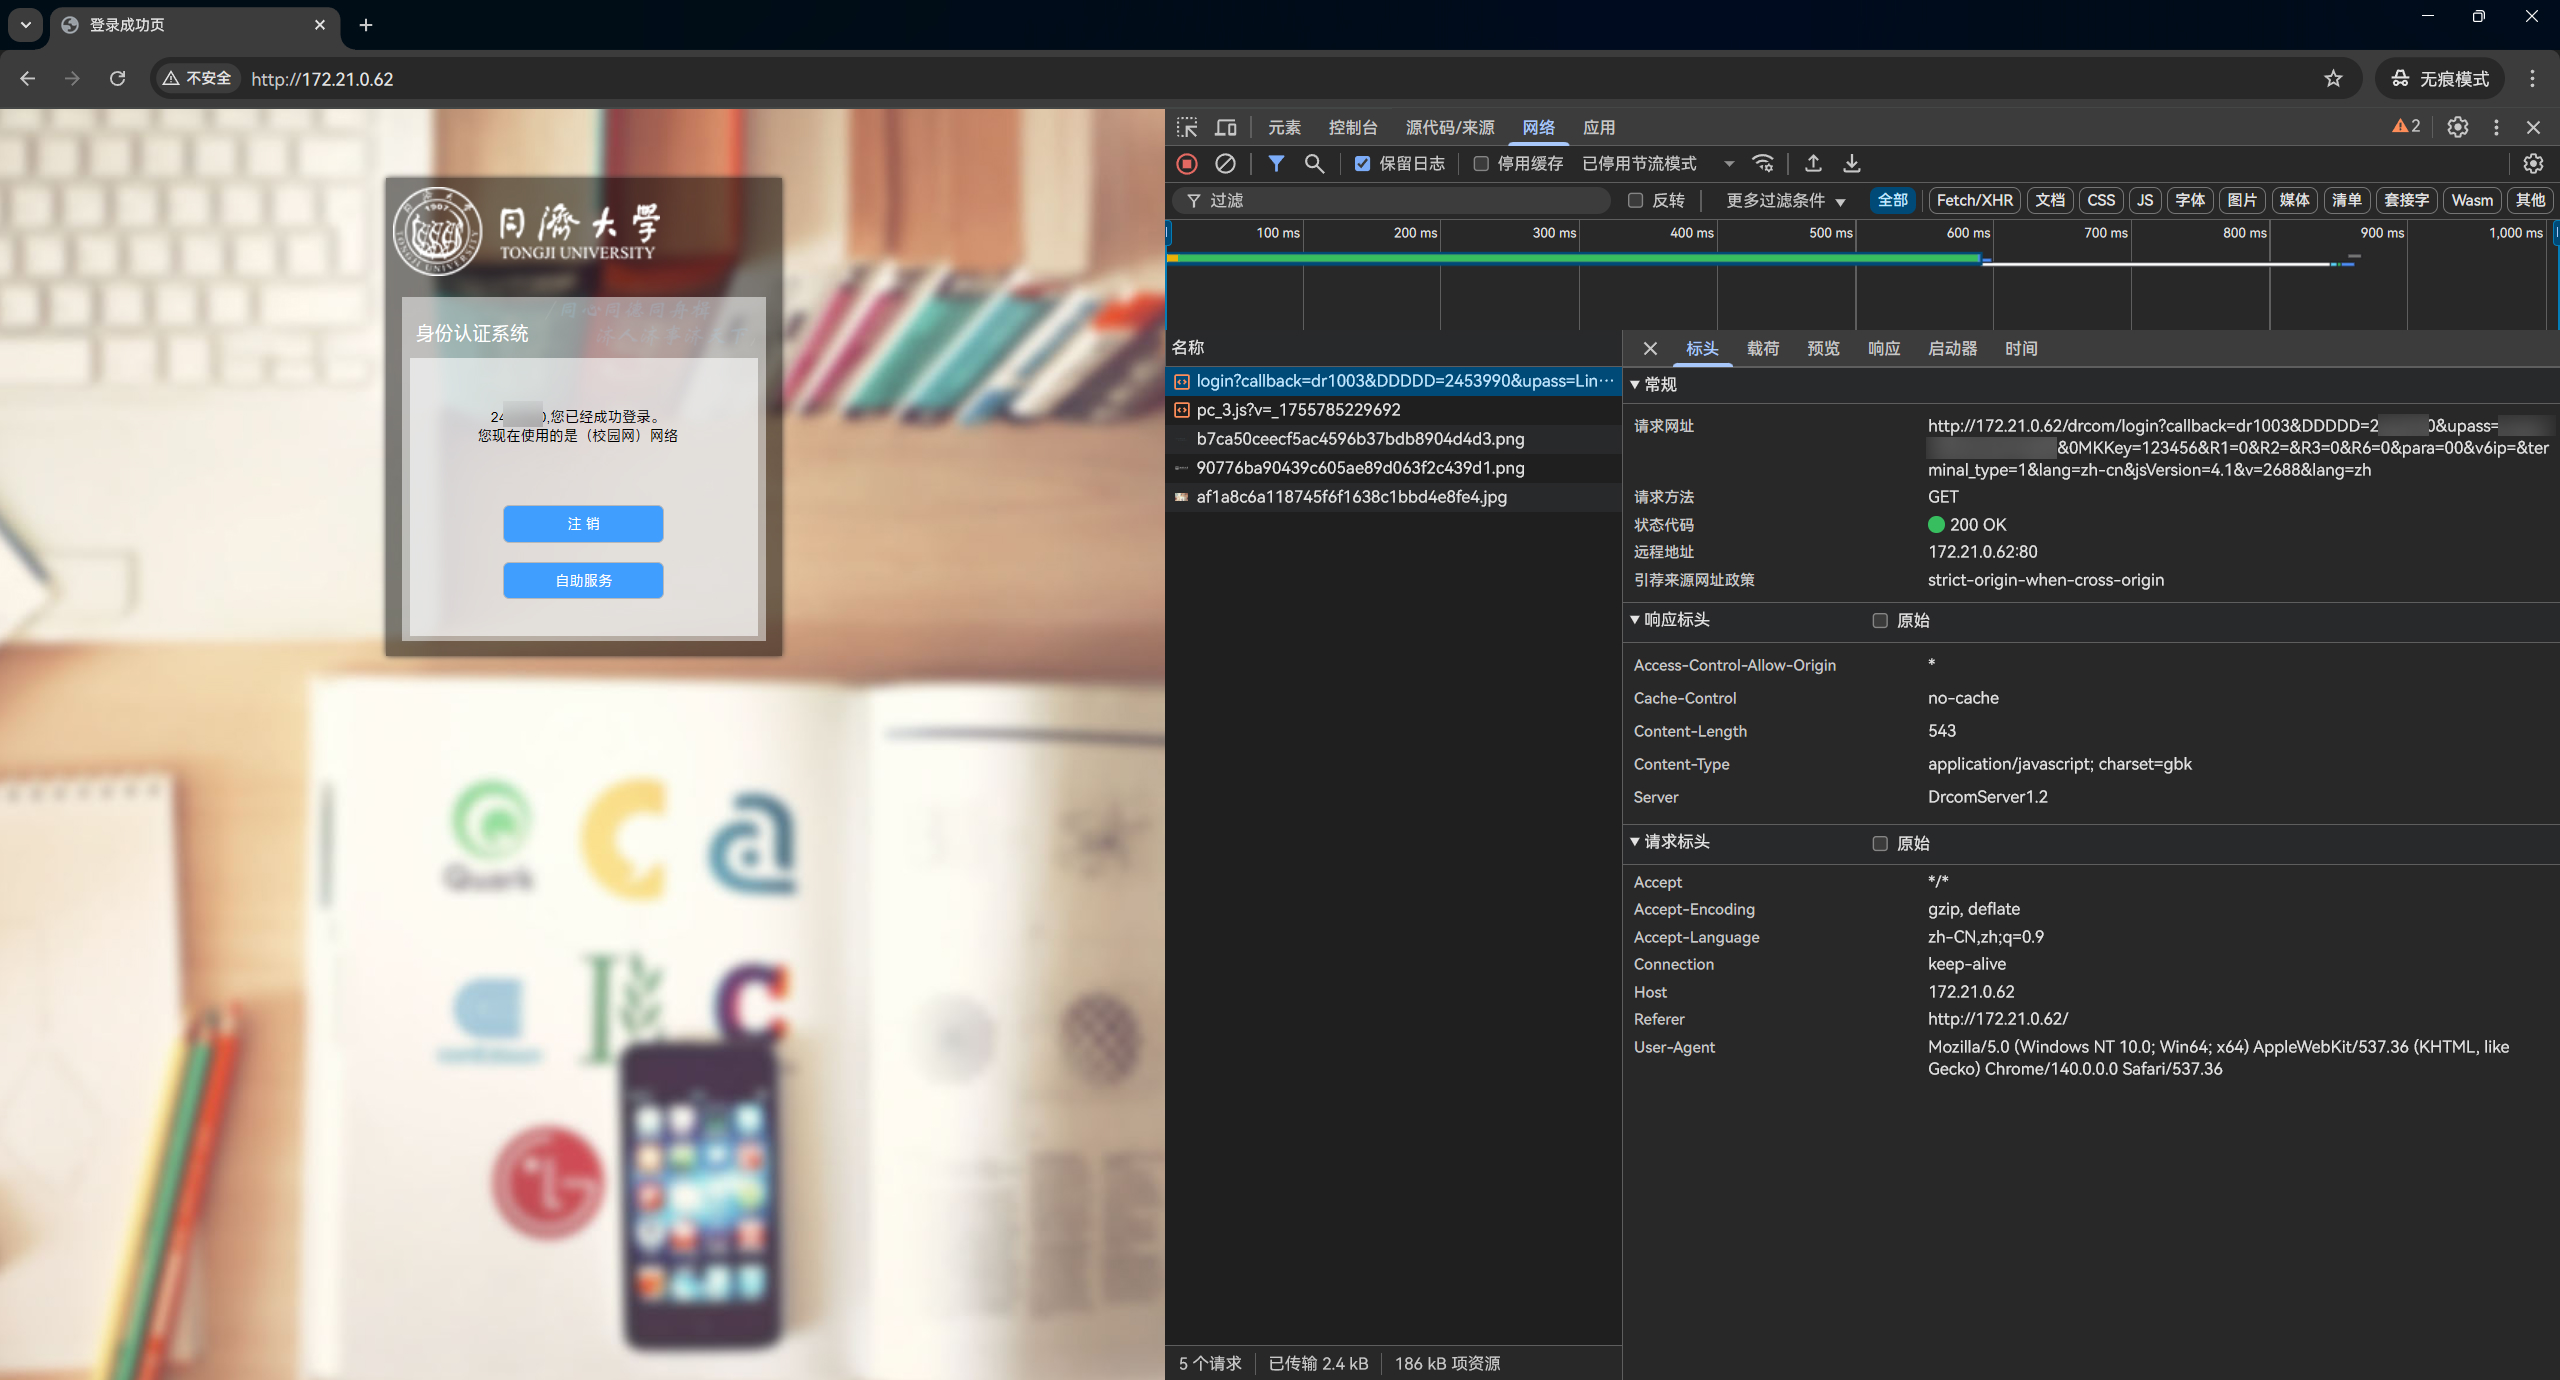 登录成功页
不安全
http://172.21.0.62
无痕模式
同濟大学
TONGJI UNIVERSITY
1907
身份认证系统
24 0,您已经成功登录。
您现在使用的是（校园网）网络
注 销
自助服务
Quark
元素 控制台 源代码/来源 网络 应用
2
保留日志 停用缓存 已停用节流模式
过滤 反转 更多过滤条件 全部 Fetch/XHR 文档 CSS JS 字体 图片 媒体 清单 套接字 Wasm 其他
100 ms 200 ms 300 ms 400 ms 500 ms 600 ms 700 ms 800 ms 900 ms 1,000 ms
名称
login?callback=dr1003&DDDDD=2453990&upass=Lin…
pc_3.js?v=_1755785229692
b7ca50ceecf5ac4596b37bdb8904d4d3.png
90776ba90439c605ae89d063f2c439d1.png
af1a8c6a118745f6f1638c1bbd4e8fe4.jpg
5 个请求 已传输 2.4 kB 186 kB 项资源
标头 载荷 预览 响应 启动器 时间
常规
请求网址 http://172.21.0.62/drcom/login?callback=dr1003&DDDDD=2 0&upass=
&0MKKey=123456&R1=0&R2=&R3=0&R6=0&para=00&v6ip=&ter
minal_type=1&lang=zh-cn&jsVersion=4.1&v=2688&lang=zh
请求方法 GET
状态代码 200 OK
远程地址 172.21.0.62:80
引荐来源网址政策 strict-origin-when-cross-origin
响应标头 原始
Access-Control-Allow-Origin *
Cache-Control no-cache
Content-Length 543
Content-Type application/javascript; charset=gbk
Server DrcomServer1.2
请求标头 原始
Accept */*
Accept-Encoding gzip, deflate
Accept-Language zh-CN,zh;q=0.9
Connection keep-alive
Host 172.21.0.62
Referer http://172.21.0.62/
User-Agent Mozilla/5.0 (Windows NT 10.0; Win64; x64) AppleWebKit/537.36 (KHTML, like
Gecko) Chrome/140.0.0.0 Safari/537.36